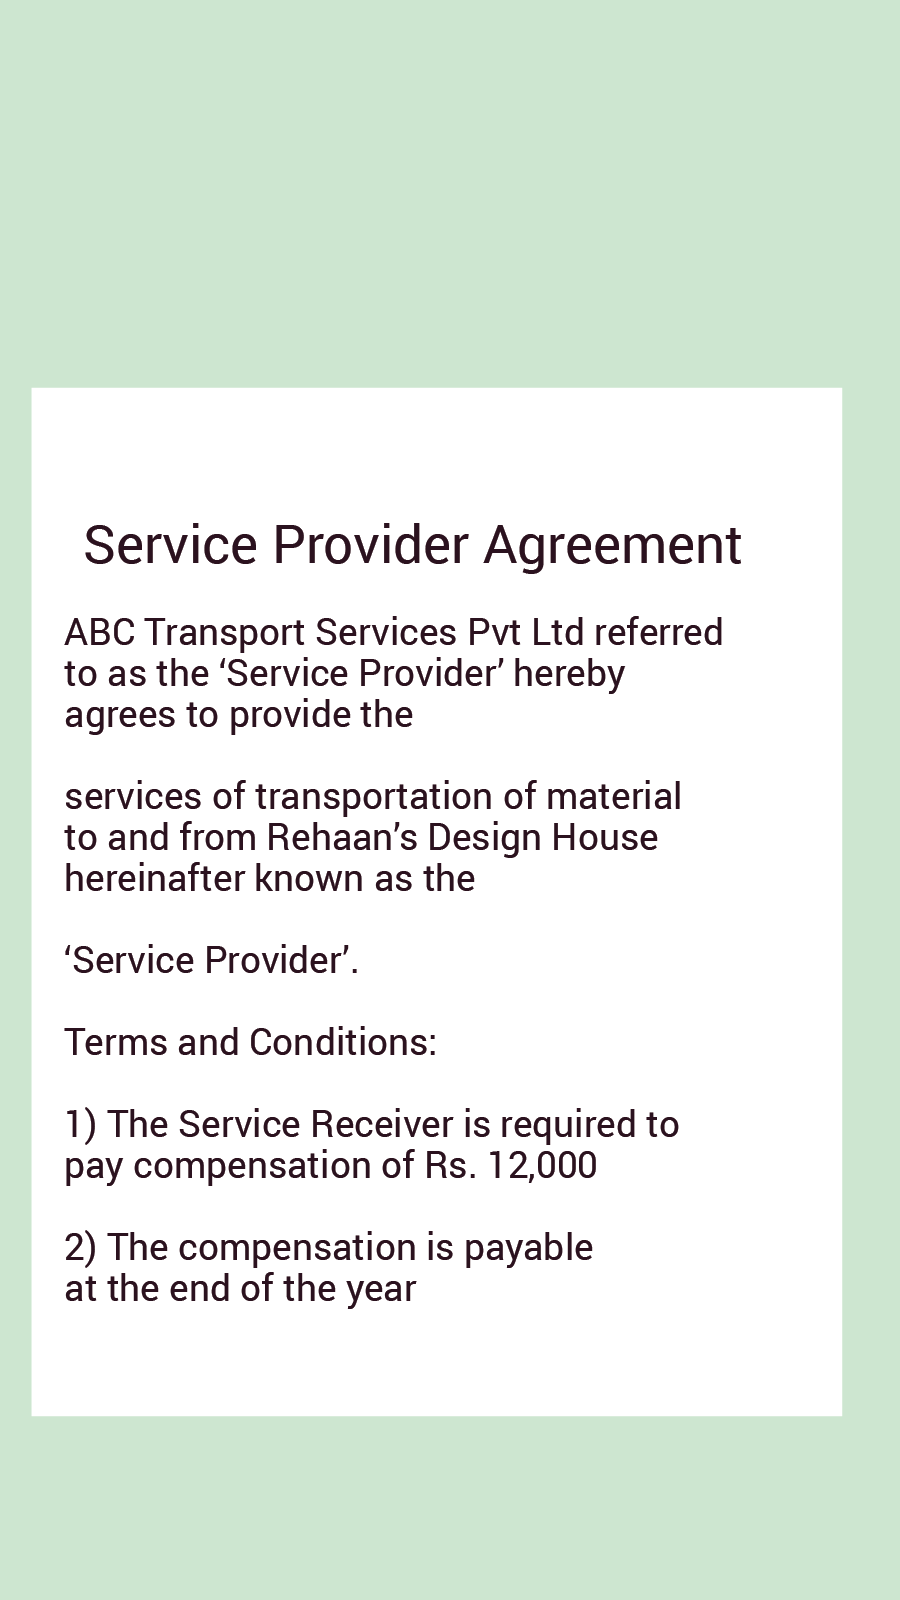 Service Provider Agreement
ABC Transport Services Pvt Ltd referred
to as the ‘Service Provider’ hereby
agrees to provide the
services of transportation of material
to and from Rehaan’s Design House
hereinafter known as the
‘Service Provider’.
Terms and Conditions:
1) The Service Receiver is required to
pay compensation of Rs. 12,000
2) The compensation is payable
at the end of the year